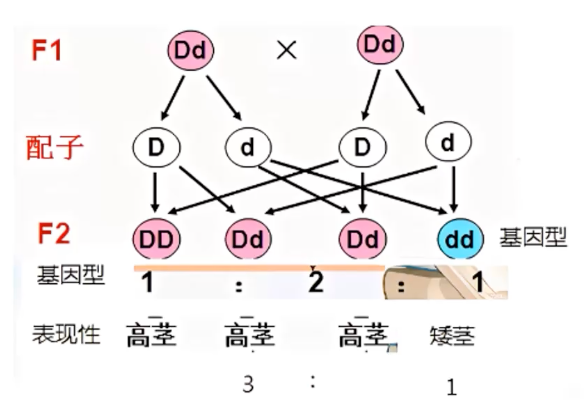 F1 Dd × Dd
配子 D d D d
F2 DD Dd Dd dd 基因型
基因型 1 : 2 : 1
表现性 高茎 高茎 高茎 矮茎
3 : 1